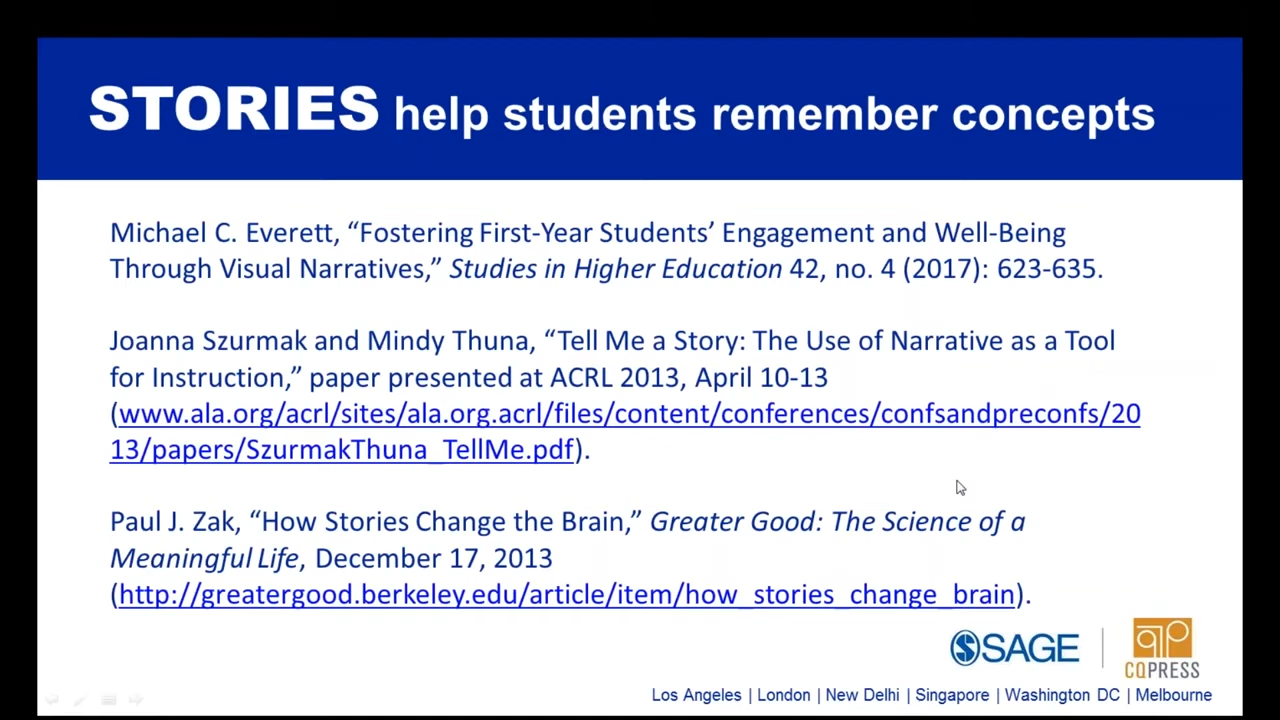 STORIES help students remember concepts
Michael C. Everett, “Fostering First-Year Students’ Engagement and Well-Being
Through Visual Narratives,” Studies in Higher Education 42, no. 4 (2017): 623-635.
Joanna Szurmak and Mindy Thuna, “Tell Me a Story: The Use of Narrative as a Tool
for Instruction,” paper presented at ACRL 2013, April 10-13
(www.ala.org/acrl/sites/ala.org.acrl/files/content/conferences/confsandpreconfs/20
13/papers/SzurmakThuna_TellMe.pdf).
Paul J. Zak, “How Stories Change the Brain,” Greater Good: The Science of a
Meaningful Life, December 17, 2013
(http://greatergood.berkeley.edu/article/item/how_stories_change_brain).
SAGE
CQPRESS
Los Angeles | London | New Delhi | Singapore | Washington DC | Melbourne